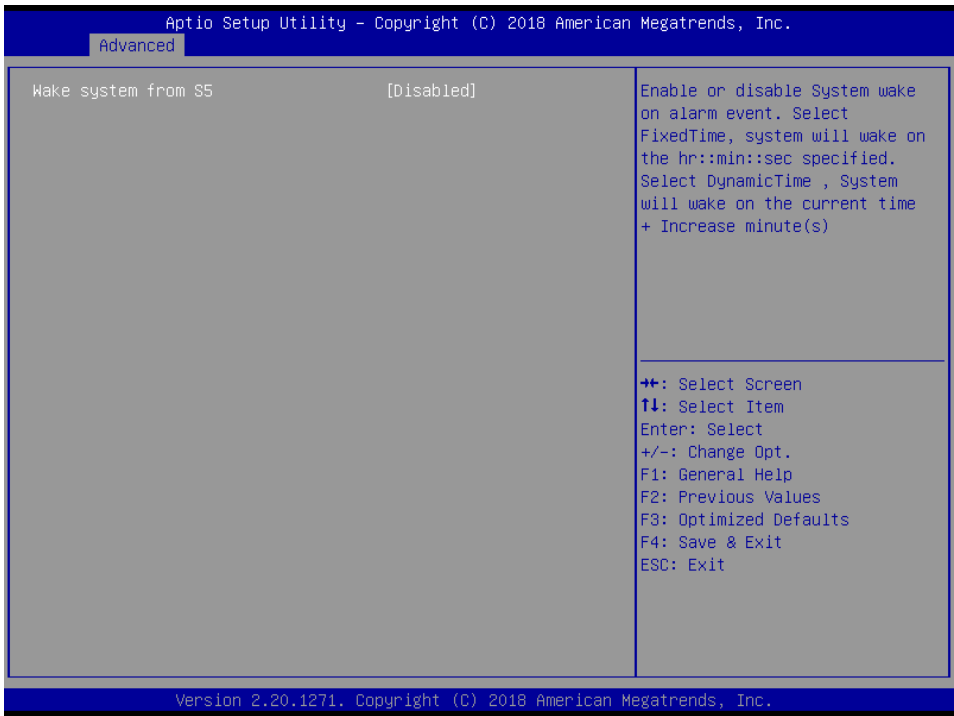 Aptio Setup Utility – Copyright (C) 2018 American Megatrends, Inc.
Advanced
Wake system from S5 [Disabled]
Enable or disable System wake
on alarm event. Select
FixedTime, system will wake on
the hr::min::sec specified.
Select DynamicTime , System
will wake on the current time
+ Increase minute(s)
→←: Select Screen
↑↓: Select Item
Enter: Select
+/-: Change Opt.
F1: General Help
F2: Previous Values
F3: Optimized Defaults
F4: Save & Exit
ESC: Exit
Version 2.20.1271. Copyright (C) 2018 American Megatrends, Inc.